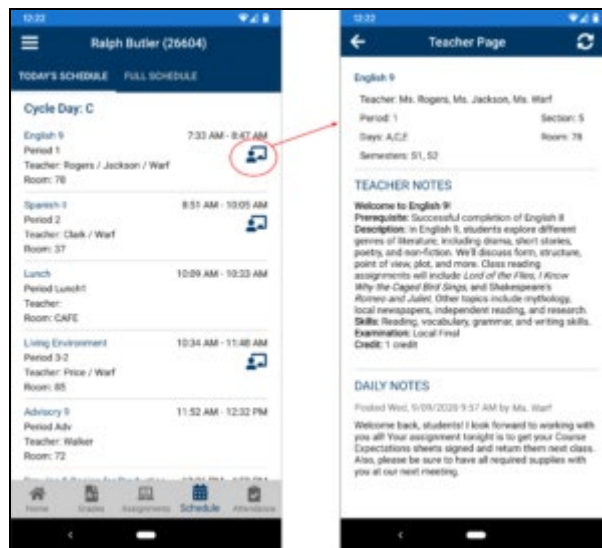 12:22
Ralph Butler (26604)
TODAY'S SCHEDULE FULL SCHEDULE
Cycle Day: C
English 9 7:33 AM - 8:47 AM
Period 1
Teacher: Rogers / Jackson / Warf
Room: 78
Spanish 8:51 AM - 10:05 AM
Period 2
Teacher: Clark / Warf
Room: 37
Lunch 10:09 AM - 10:33 AM
Period Lunch1
Teacher:
Room: CAFE
Living Environment 10:34 AM - 11:48 AM
Period 3-2
Teacher: Price / Warf
Room: 85
Advisory 9 11:52 AM - 12:32 PM
Period Adv
Teacher: Walker
Room: 72
Home Grades Assignments Schedule Attendance
12:22
Teacher Page
English 9
Teacher: Ms. Rogers, Ms. Jackson, Ms. Warf
Period: 1 Section: 5
Days: A,C,E Room: 78
Semesters: S1, S2
TEACHER NOTES
Welcome to English 9!
Prerequisite: Successful completion of English 8
Description: In English 9, students explore different
genres of literature, including drama, short stories,
poetry, and non-fiction. We'll discuss form, structure,
point of view, plot, and more. Class reading
assignments will include Lord of the Flies, I Know
Why the Caged Bird Sings, and Shakespeare's
Romeo and Juliet. Other topics include mythology,
local newspapers, independent reading, and research.
Skills: Reading, vocabulary, grammar, and writing skills.
Examination: Local Final
Credit: 1 credit
DAILY NOTES
Posted Wed, 9/09/2020 9:57 AM by Ms. Warf
Welcome back, students! I look forward to working with
you all! Your assignment tonight is to get your Course
Expectations sheets signed and return them next class.
Also, please be sure to have all required supplies with
you at our next meeting.